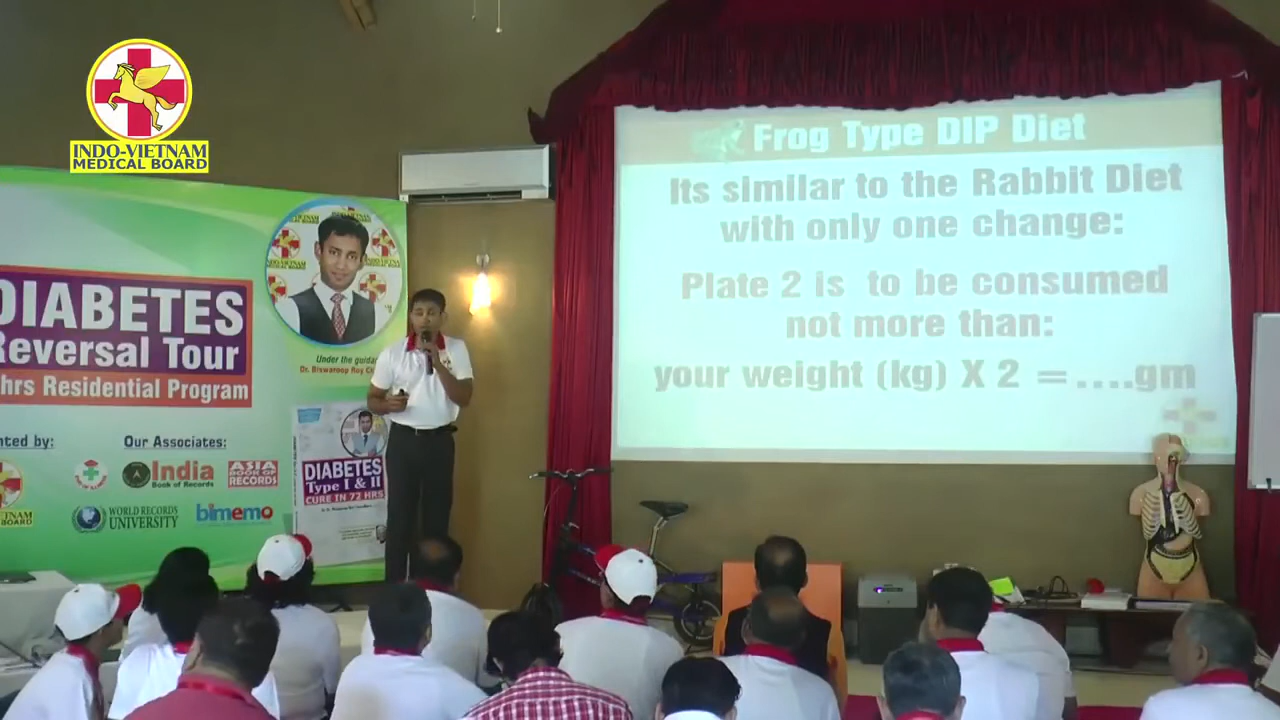 INDO-VIETNAM
MEDICAL BOARD
Frog Type DIP Diet
Its similar to the Rabbit Diet
with only one change:
Plate 2 is to be consumed
not more than:
your weight (kg) X 2 =....gm
DIABETES
Reversal Tour
hrs Residential Program
Under the guida
Dr. Biswaroop Roy C
nted by:
Our Associates:
India
Book of Records
ASIA
BOOK OF
RECORDS
WORLD RECORDS
UNIVERSITY
bimemo
TNAM
BOARD
DIABETES
Type I & II
CURE IN 72 HRS